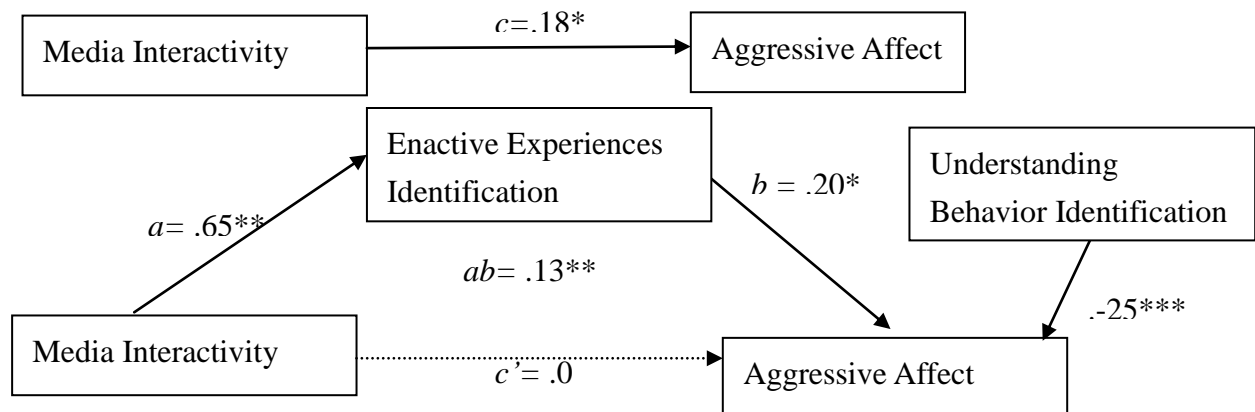 c=.18*
Media Interactivity
Aggressive Affect
Enactive Experiences
Identification
Understanding
Behavior Identification
b = .20*
a= .65**
ab= .13**
.-25***
Media Interactivity
c’= .0
Aggressive Affect